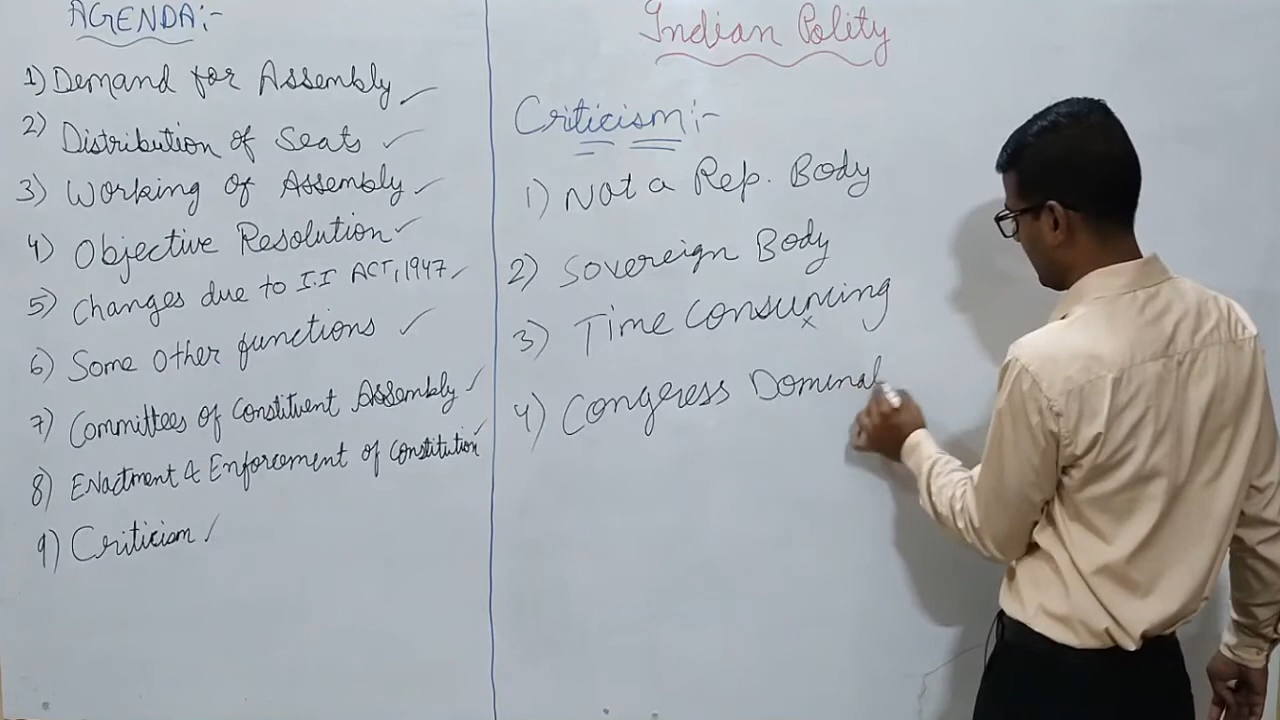 AGENDA:-
1) Demand for Assembly ✓
2) Distribution of Seats ✓
3) Working of Assembly ✓
4) Objective Resolution ✓
5) Changes due to I.I ACT, 1947 ✓
6) Some Other functions ✓
7) Committees of Constituent Assembly ✓
8) Enactment & Enforcement of Constitution ✓
9) Criticism ✓
Indian Polity
Criticism:-
1) Not a Rep. Body
2) Sovereign Body
3) Time Consuming
4) Congress Dominat